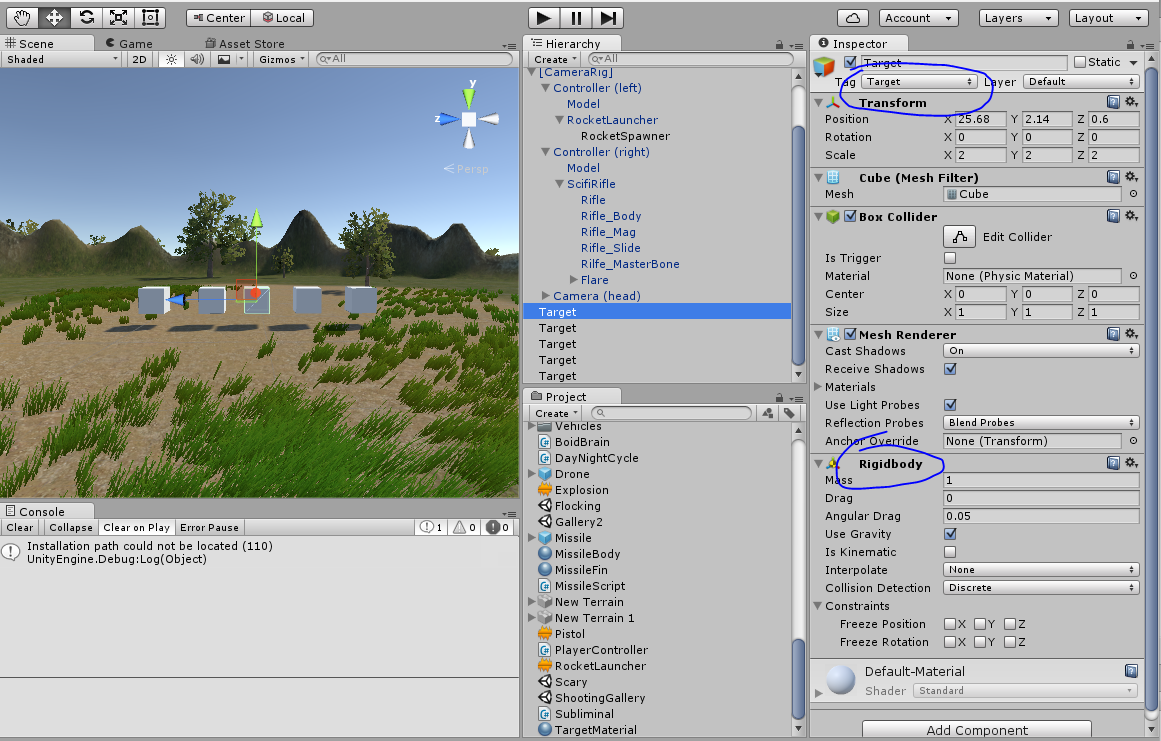 Center Local Account Layers Layout
Scene Game Asset Store
Shaded 2D Gizmos All
y
z
Persp
Console
Clear Collapse Clear on Play Error Pause 1 0 0
Installation path could not be located (110)
UnityEngine.Debug:Log(Object)
Hierarchy
Create All
[CameraRig]
Controller (left)
Model
RocketLauncher
RocketSpawner
Controller (right)
Model
ScifiRifle
Rifle
Rifle_Body
Rifle_Mag
Rifle_Slide
Rilfe_MasterBone
Flare
Camera (head)
Target
Target
Target
Target
Target
Project
Create
Vehicles
BoidBrain
DayNightCycle
Drone
Explosion
Flocking
Gallery2
Missile
MissileBody
MissileFin
MissileScript
New Terrain
New Terrain 1
Pistol
PlayerController
RocketLauncher
Scary
ShootingGallery
Subliminal
TargetMaterial
Inspector
Target Static
Tag Target Layer Default
Transform
Position X 25.68 Y 2.14 Z 0.6
Rotation X 0 Y 0 Z 0
Scale X 2 Y 2 Z 2
Cube (Mesh Filter)
Mesh Cube
Box Collider
Edit Collider
Is Trigger
Material None (Physic Material)
Center X 0 Y 0 Z 0
Size X 1 Y 1 Z 1
Mesh Renderer
Cast Shadows On
Receive Shadows
Materials
Use Light Probes
Reflection Probes Blend Probes
Anchor Override None (Transform)
Rigidbody
Mass 1
Drag 0
Angular Drag 0.05
Use Gravity
Is Kinematic
Interpolate None
Collision Detection Discrete
Constraints
Freeze Position X Y Z
Freeze Rotation X Y Z
Default-Material
Shader Standard
Add Component